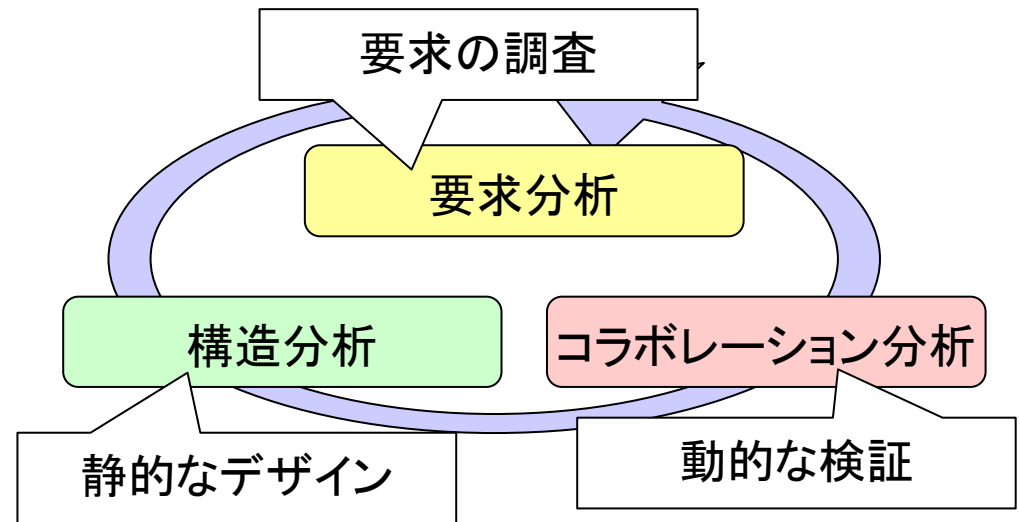 要求の調査
要求分析
構造分析
コラボレーション分析
静的なデザイン
動的な検証